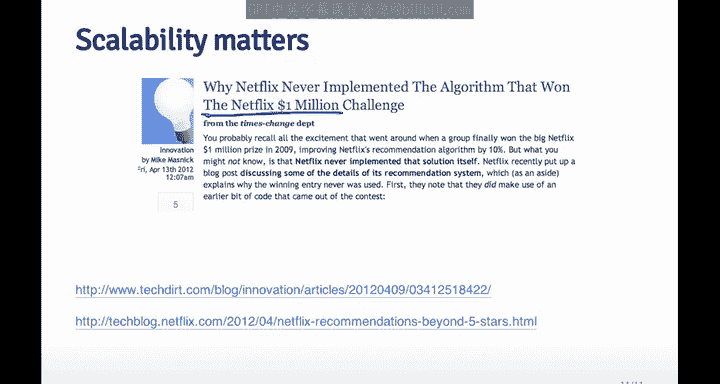 Scalability matters
Why Netflix Never Implemented The Algorithm That Won
The Netflix $1 Million Challenge
from the times-change dept
Innovation
by Mike Masnick
Fri, Apr 13th 2012
12:07am
5
You probably recall all the excitement that went around when a group finally won the big Netflix
$1 million prize in 2009, improving Netflix's recommendation algorithm by 10%. But what you
might not know, is that Netflix never implemented that solution itself. Netflix recently put up a
blog post discussing some of the details of its recommendation system, which (as an aside)
explains why the winning entry never was used. First, they note that they did make use of an
earlier bit of code that came out of the contest:
http://www.techdirt.com/blog/innovation/articles/20120409/03412518422/
http://techblog.netflix.com/2012/04/netflix-recommendations-beyond-5-stars.html